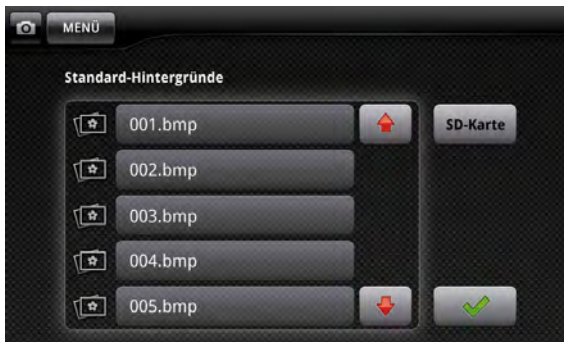 MENÜ
Standard-Hintergründe
001.bmp
SD-Karte
002.bmp
003.bmp
004.bmp
005.bmp